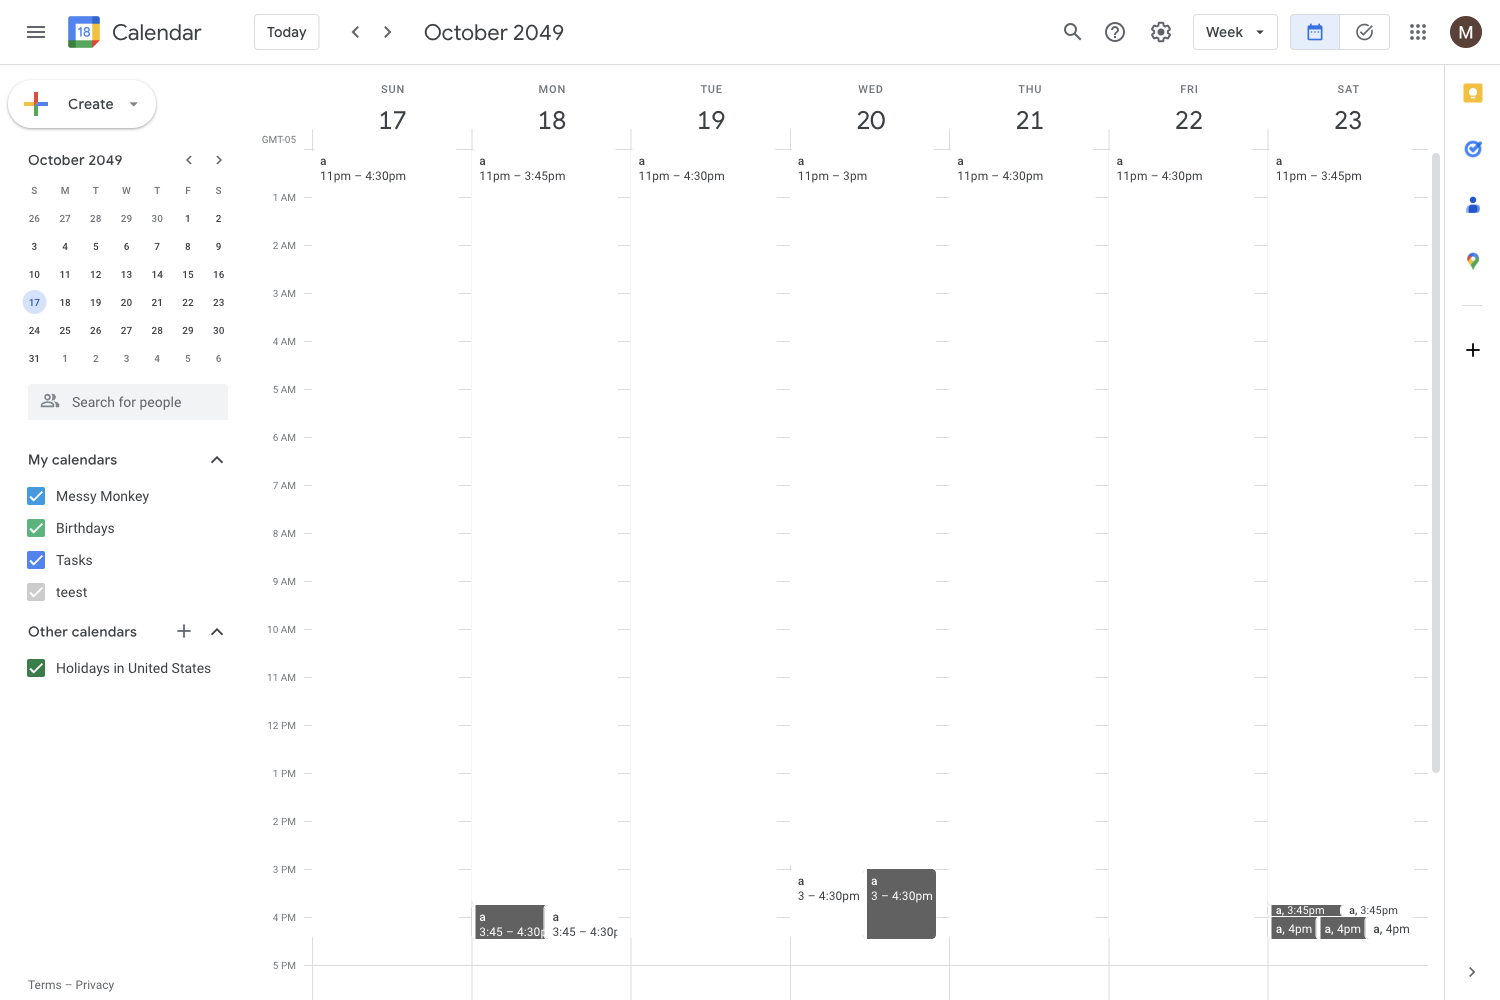 18
Calendar
Today
October 2049
Week
M
Create
October 2049
S M T W T F S
26 27 28 29 30 1 2
3 4 5 6 7 8 9
10 11 12 13 14 15 16
17 18 19 20 21 22 23
24 25 26 27 28 29 30
31 1 2 3 4 5 6
Search for people
My calendars
Messy Monkey
Birthdays
Tasks
teest
Other calendars
Holidays in United States
Terms – Privacy
SUN MON TUE WED THU FRI SAT
17 18 19 20 21 22 23
GMT-05
a a a a a a a
11pm – 4:30pm 11pm – 3:45pm 11pm – 4:30pm 11pm – 3pm 11pm – 4:30pm 11pm – 4:30pm 11pm – 3:45pm
1 AM
2 AM
3 AM
4 AM
5 AM
6 AM
7 AM
8 AM
9 AM
10 AM
11 AM
12 PM
1 PM
2 PM
3 PM
a a
3 – 4:30pm 3 – 4:30pm
a, 3:45pm a, 3:45pm
4 PM
a a
3:45 – 4:30p 3:45 – 4:30p
a, 4pm a, 4pm a, 4pm
5 PM